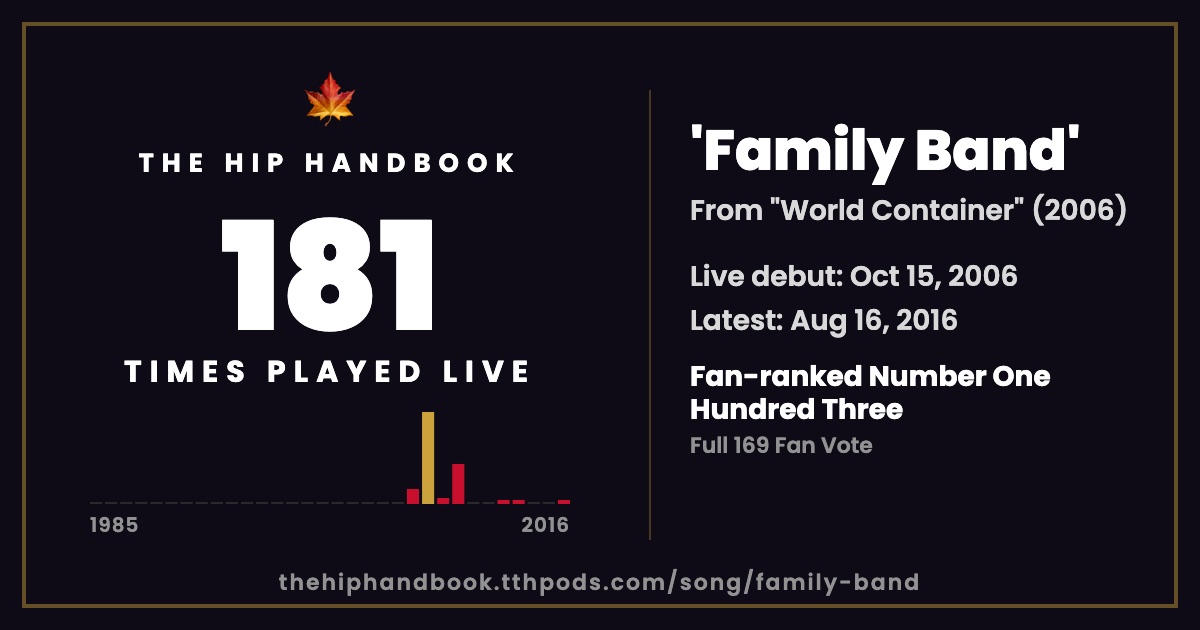 THE HIP HANDBOOK
181
TIMES PLAYED LIVE
1985
2016
'Family Band'
From "World Container" (2006)
Live debut: Oct 15, 2006
Latest: Aug 16, 2016
Fan-ranked Number One
Hundred Three
Full 169 Fan Vote
thehiphandbook.tthpods.com/song/family-band